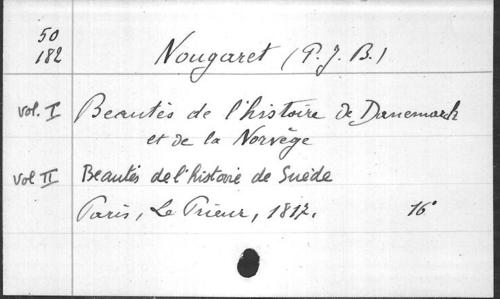 50
182
Nougaret (P. J. B.)
vol. I Beautés de l'histoire de Danemark
et de la Norvège
vol II Beautés de l'histoire de Suède
Paris, Le Prieur, 1817. 16°